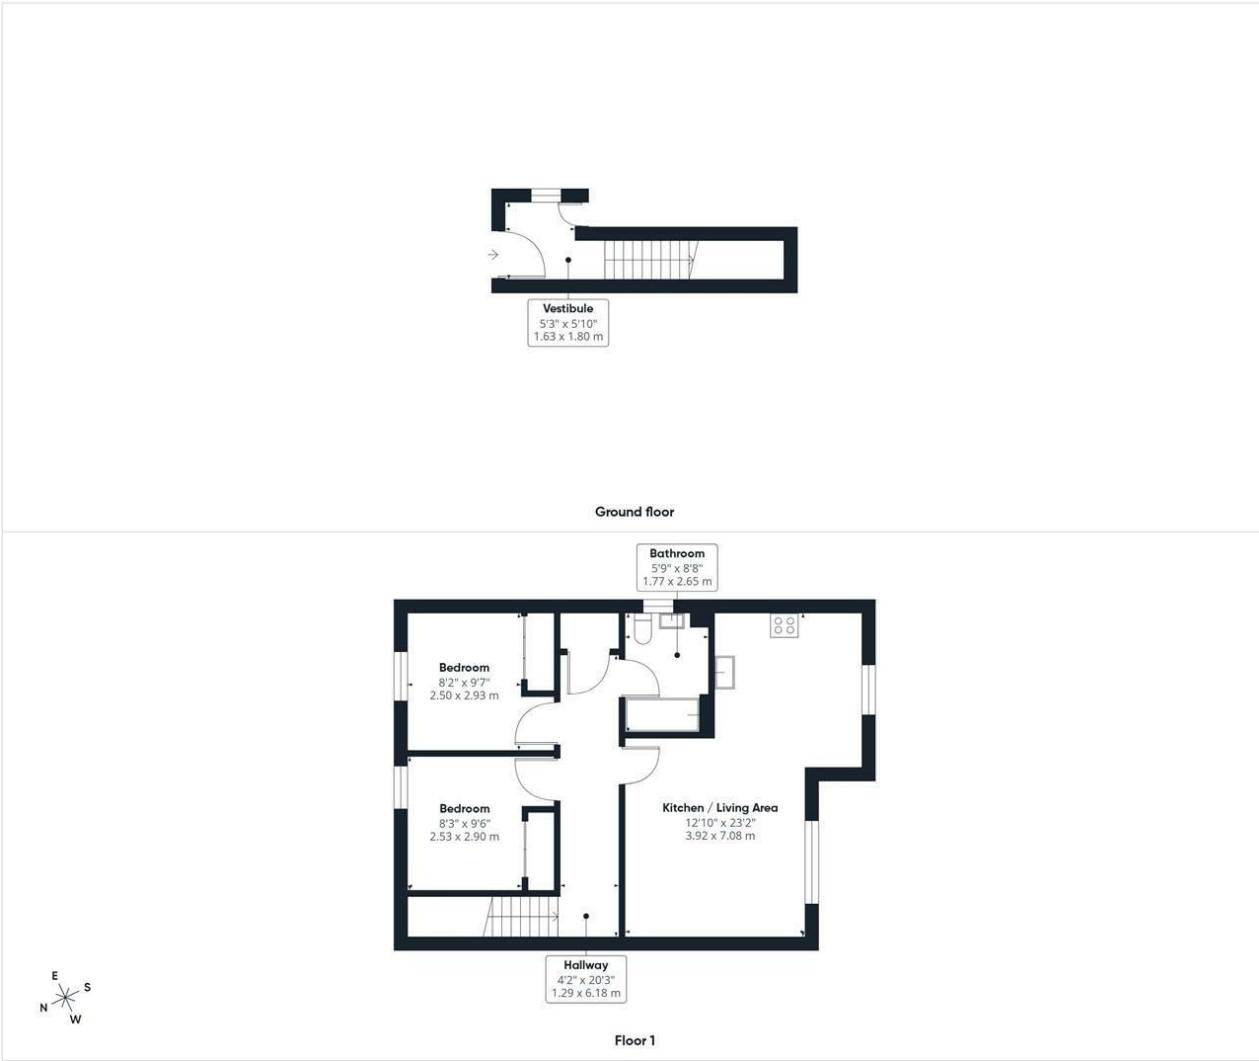 Vestibule
5'3" x 5'10"
1.63 x 1.80 m
Ground floor
Bathroom
5'9" x 8'8"
1.77 x 2.65 m
Bedroom
8'2" x 9'7"
2.50 x 2.93 m
Bedroom
8'3" x 9'6"
2.53 x 2.90 m
Kitchen / Living Area
12'10" x 23'2"
3.92 x 7.08 m
Hallway
4'2" x 20'3"
1.29 x 6.18 m
E
S
N
W
Floor 1